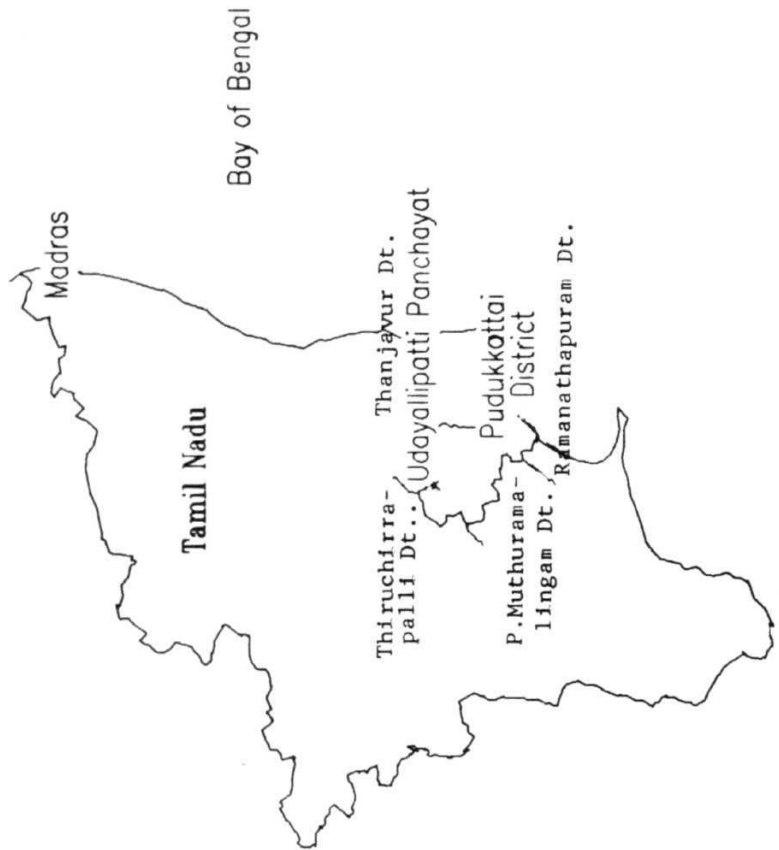 Madras
Bay of Bengal
Tamil Nadu
Thanjavur Dt.
Udayallipatti Panchayat
Thiruchirra-
palli Dt..
Pudukkottai
District
P.Muthurama-
lingam Dt.
Ramanathapuram Dt.